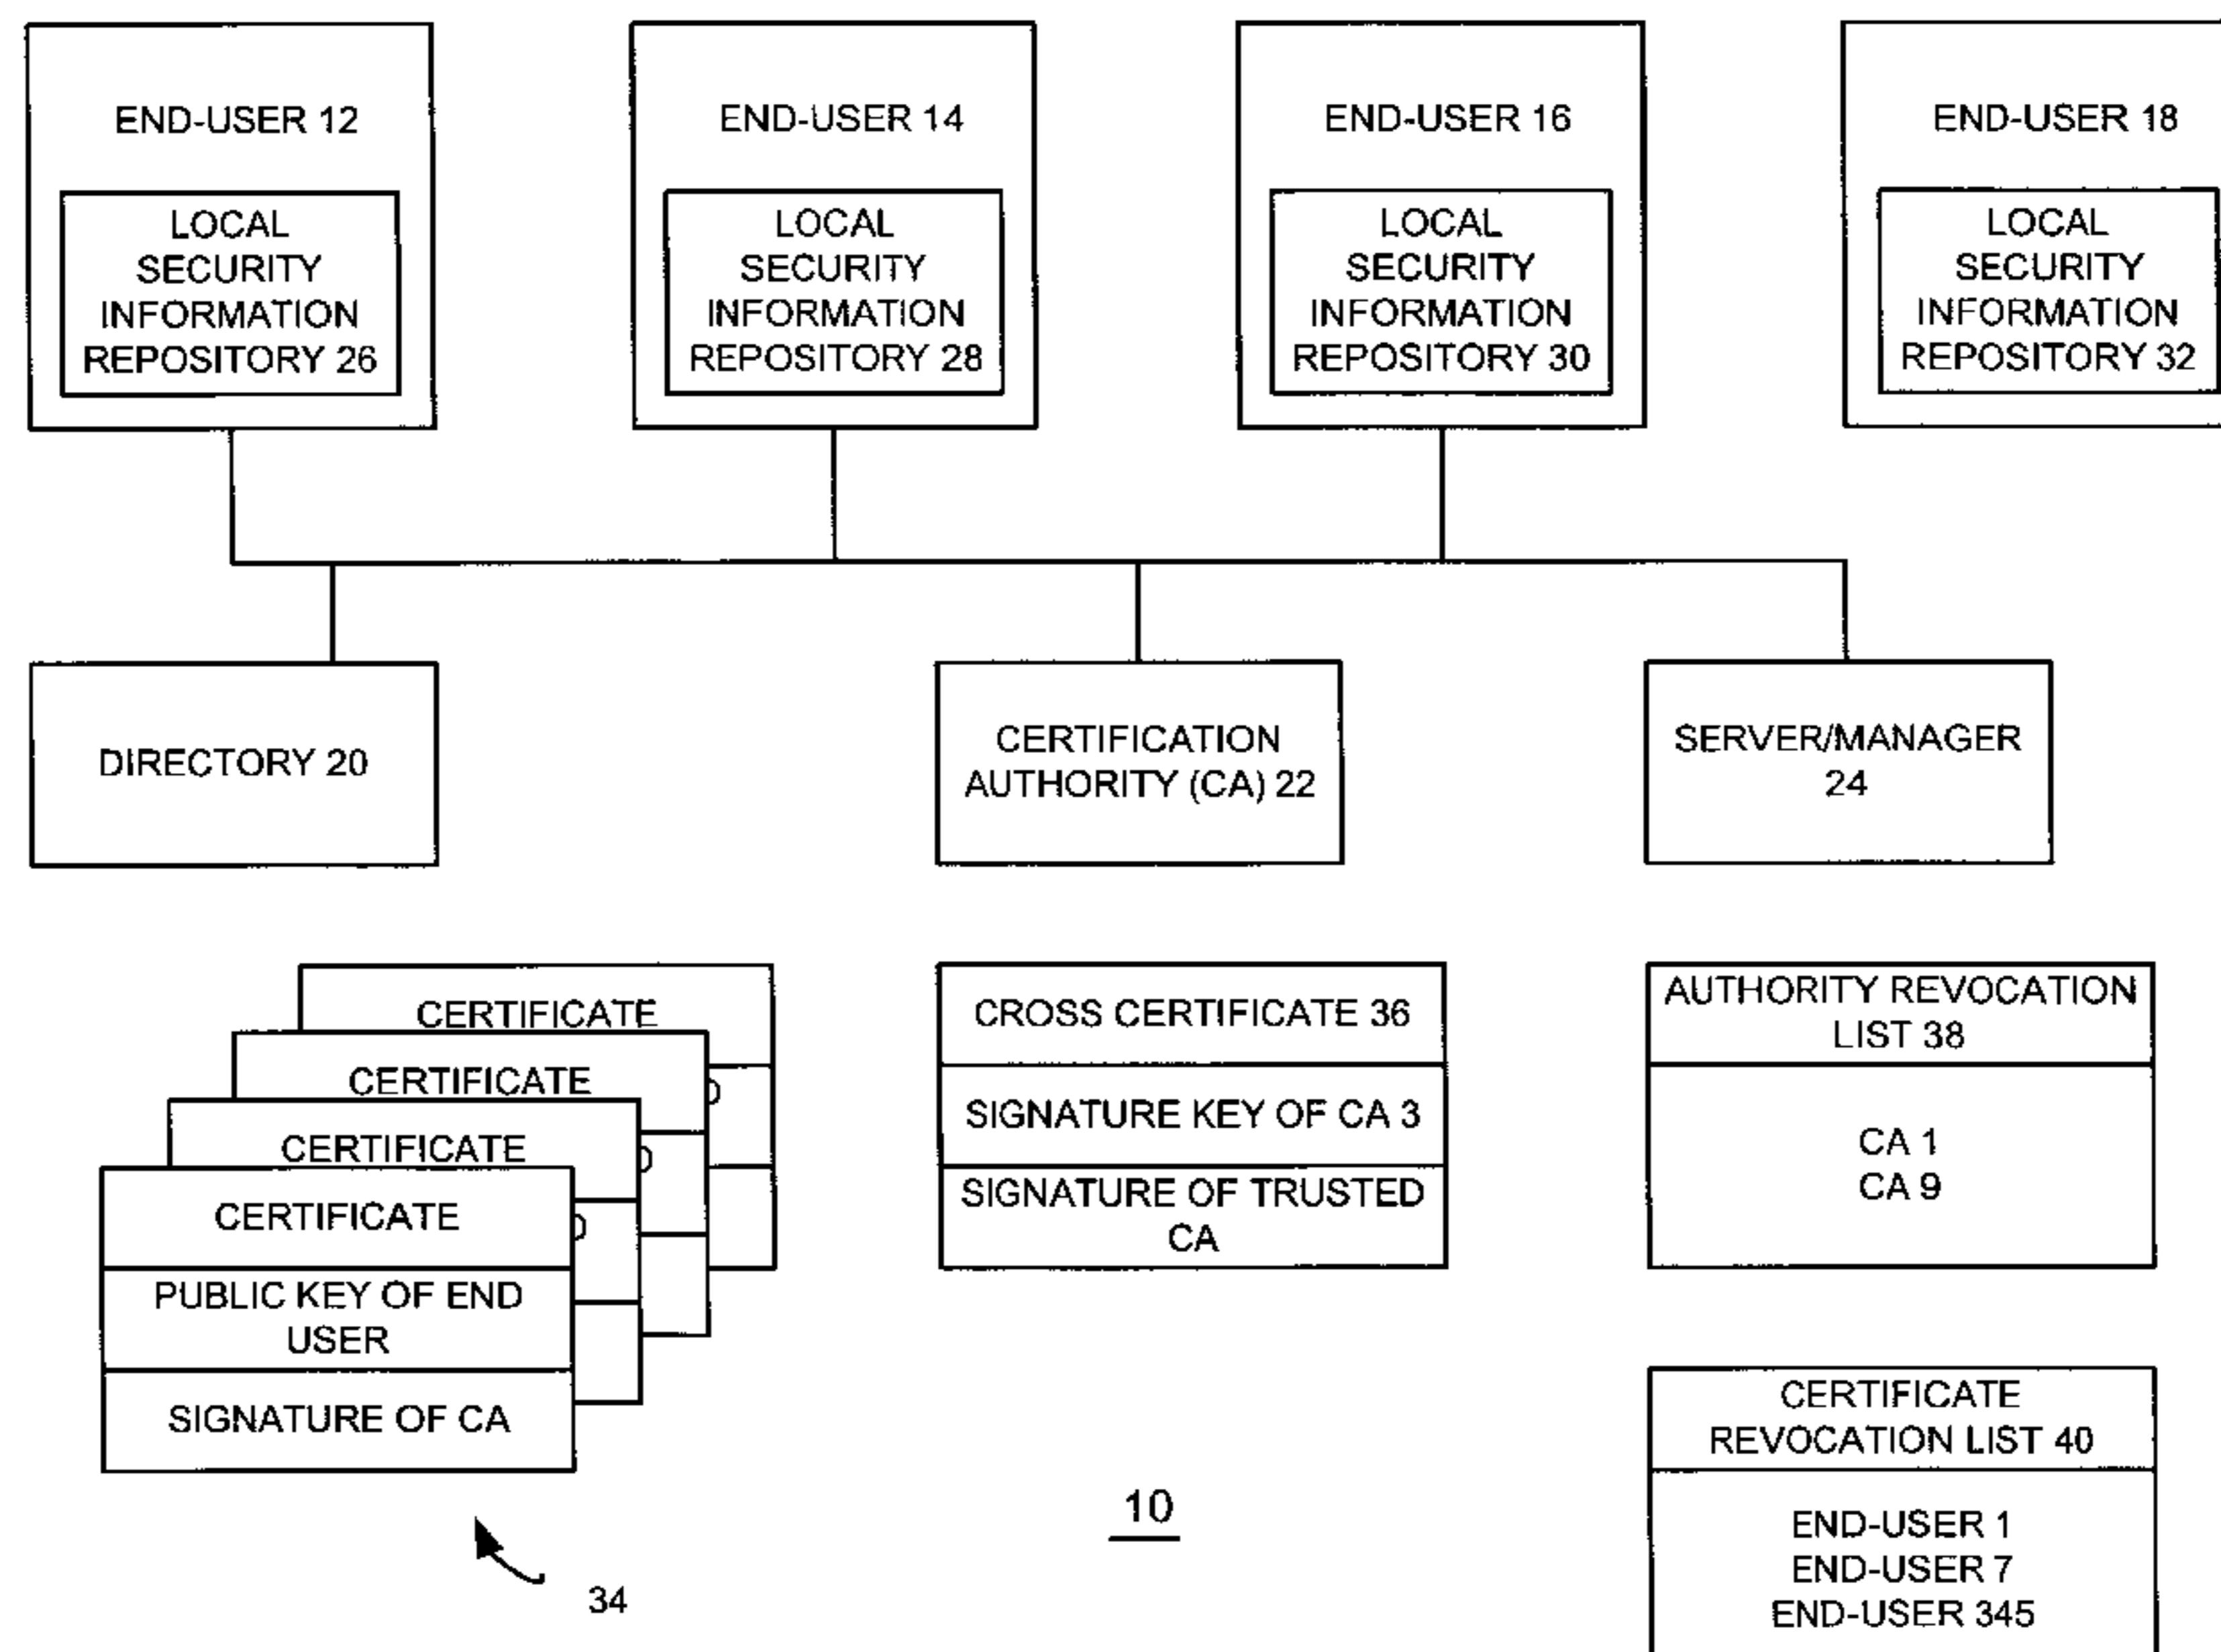 END-USER 12
LOCAL
SECURITY
INFORMATION
REPOSITORY 26
END-USER 14
LOCAL
SECURITY
INFORMATION
REPOSITORY 28
END-USER 16
LOCAL
SECURITY
INFORMATION
REPOSITORY 30
END-USER 18
LOCAL
SECURITY
INFORMATION
REPOSITORY 32
DIRECTORY 20
CERTIFICATION
AUTHORITY (CA) 22
SERVER/MANAGER
24
CERTIFICATE
CERTIFICATE
CERTIFICATE
CERTIFICATE
PUBLIC KEY OF END
USER
SIGNATURE OF CA
34
CROSS CERTIFICATE 36
SIGNATURE KEY OF CA 3
SIGNATURE OF TRUSTED
CA
10
AUTHORITY REVOCATION
LIST 38
CA 1
CA 9
CERTIFICATE
REVOCATION LIST 40
END-USER 1
END-USER 7
END-USER 345